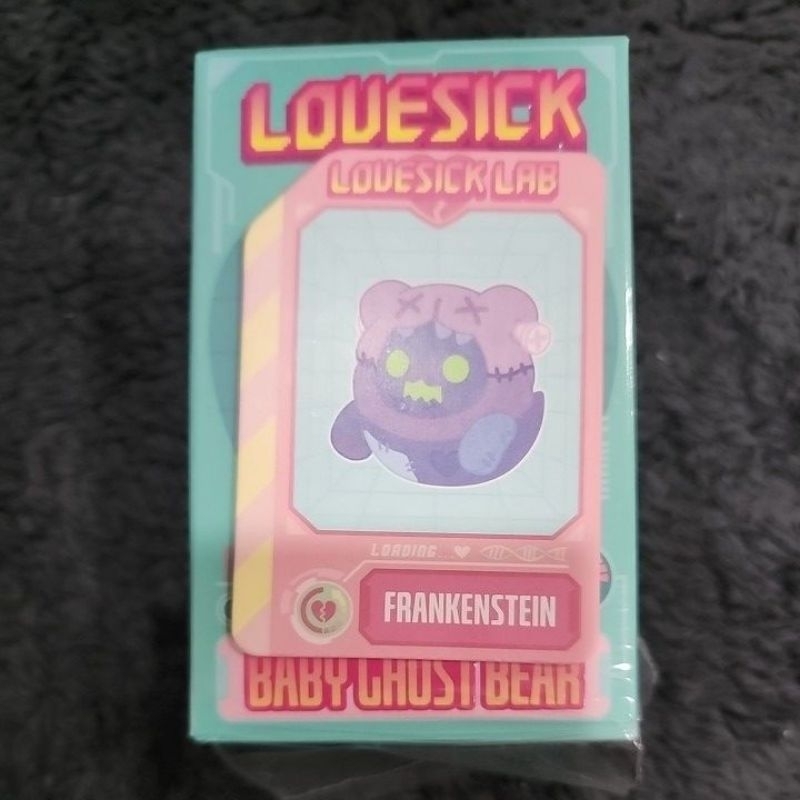 LOVESICK
LOVESICK LAB
LOADING...
FRANKENSTEIN
BABY GHOST BEAR